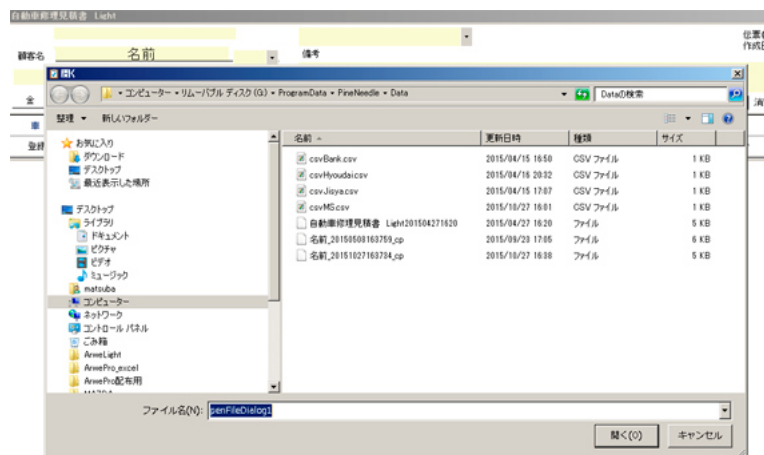 自動車修理見積書 Light
顧客名 名前 備考
開く
コンピューター • リムーバブル ディスク (G:) • ProgramData • PineNeedle • Data
Dataの検索
整理 新しいフォルダー
お気に入り
ダウンロード
デスクトップ
最近表示した場所
デスクトップ
ライブラリ
ドキュメント
ピクチャ
ビデオ
ミュージック
matsuba
コンピューター
ネットワーク
コントロール パネル
ごみ箱
ArweLight
ArwePro_excel
ArwePro配布用
名前 更新日時 種類 サイズ
csvBank.csv 2015/04/15 16:50 CSV ファイル 1 KB
csvHyoudai.csv 2015/04/16 20:32 CSV ファイル 1 KB
csvJisya.csv 2015/04/15 17:07 CSV ファイル 1 KB
csvMS.csv 2015/10/27 16:01 CSV ファイル 1 KB
自動車修理見積書 Light201504271620 2015/04/27 16:20 ファイル 5 KB
名前_20150508163759_cp 2015/09/23 17:05 ファイル 6 KB
名前_20151027163734_cp 2015/10/27 16:38 ファイル 5 KB
ファイル名(N): penFileDialog1
開く(O) キャンセル